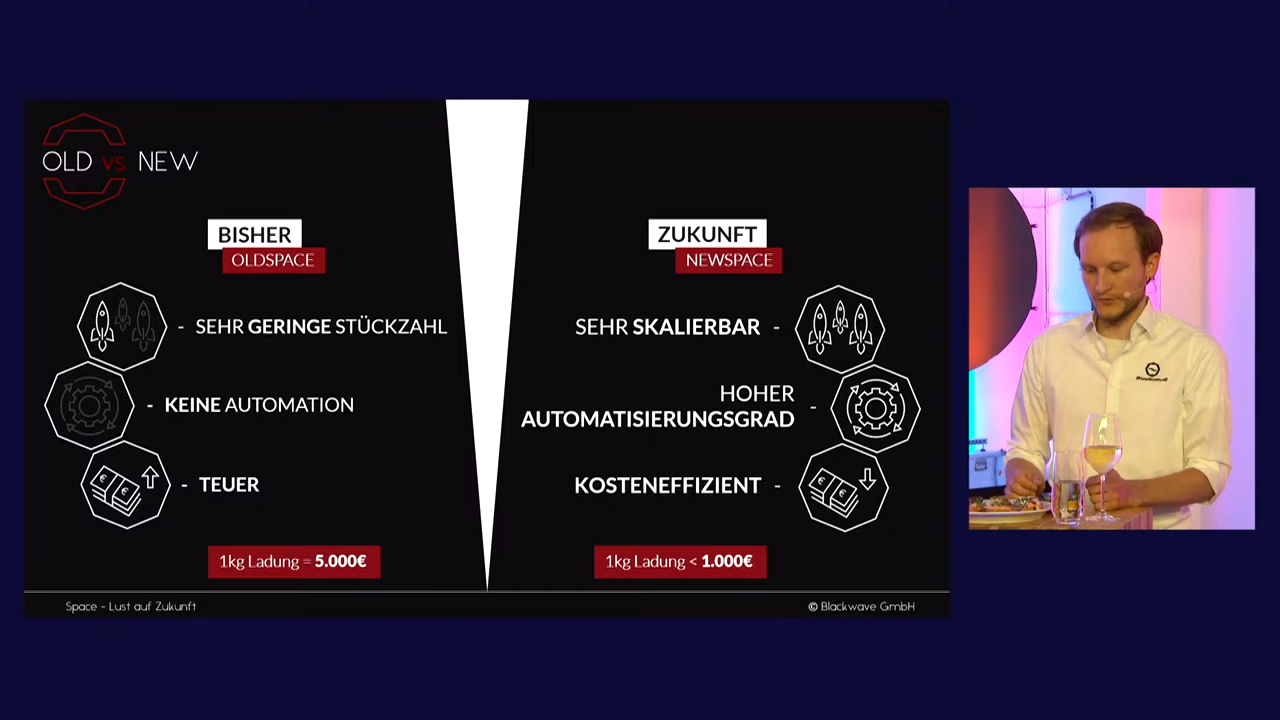 OLD vs. NEW
BISHER
OLDSPACE
- SEHR GERINGE STÜCKZAHL
- KEINE AUTOMATION
- TEUER
1kg Ladung = 5.000€
ZUKUNFT
NEWSPACE
SEHR SKALIERBAR -
HOHER
AUTOMATISIERUNGSGRAD -
KOSTENEFFIZIENT -
1kg Ladung < 1.000€
Space - Lust auf Zukunft
© Blackwave GmbH